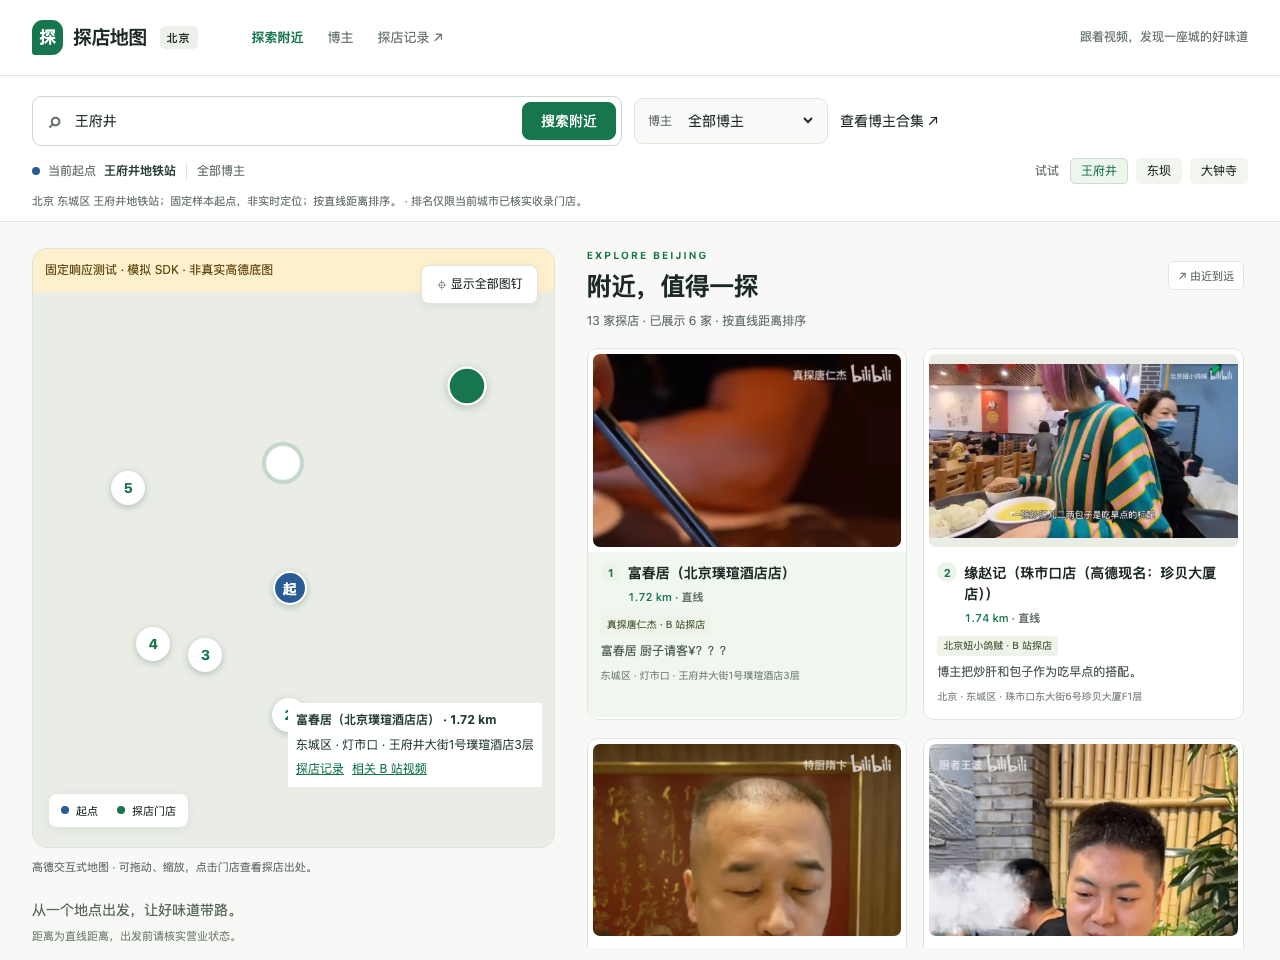 探 探店地图 北京 探索附近 博主 探店记录 ↗ 跟着视频，发现一座城的好味道
王府井 搜索附近 博主 全部博主 查看博主合集 ↗
当前起点 王府井地铁站 全部博主 试试 王府井 东坝 大钟寺
北京 东城区 王府井地铁站；固定样本起点，非实时定位；按直线距离排序。 · 排名仅限当前城市已核实收录门店。
固定响应测试 · 模拟 SDK · 非真实高德底图
显示全部图钉
5
起
4
3
2
富春居（北京璞瑄酒店店） · 1.72 km
东城区 · 灯市口 · 王府井大街1号璞瑄酒店3层
探店记录 相关 B 站视频
起点 探店门店
高德交互式地图 · 可拖动、缩放，点击门店查看探店出处。
从一个地点出发，让好味道带路。
距离为直线距离，出发前请核实营业状态。
EXPLORE BEIJING
附近，值得一探
↗ 由近到远
13 家探店 · 已展示 6 家 · 按直线距离排序
真探唐仁杰 bilibili
1 富春居（北京璞瑄酒店店）
1.72 km · 直线
真探唐仁杰 · B 站探店
富春居 厨子请客¥？？？
东城区 · 灯市口 · 王府井大街1号璞瑄酒店3层
北京妞小鸽贼 bilibili
2 缘赵记（珠市口店（高德现名：珍贝大厦
店））
1.74 km · 直线
北京妞小鸽贼 · B 站探店
博主把炒肝和包子作为吃早点的搭配。
北京 · 东城区 · 珠市口东大街6号珍贝大厦F1层
特厨隋卞 bilibili
厨者王波 bilibili